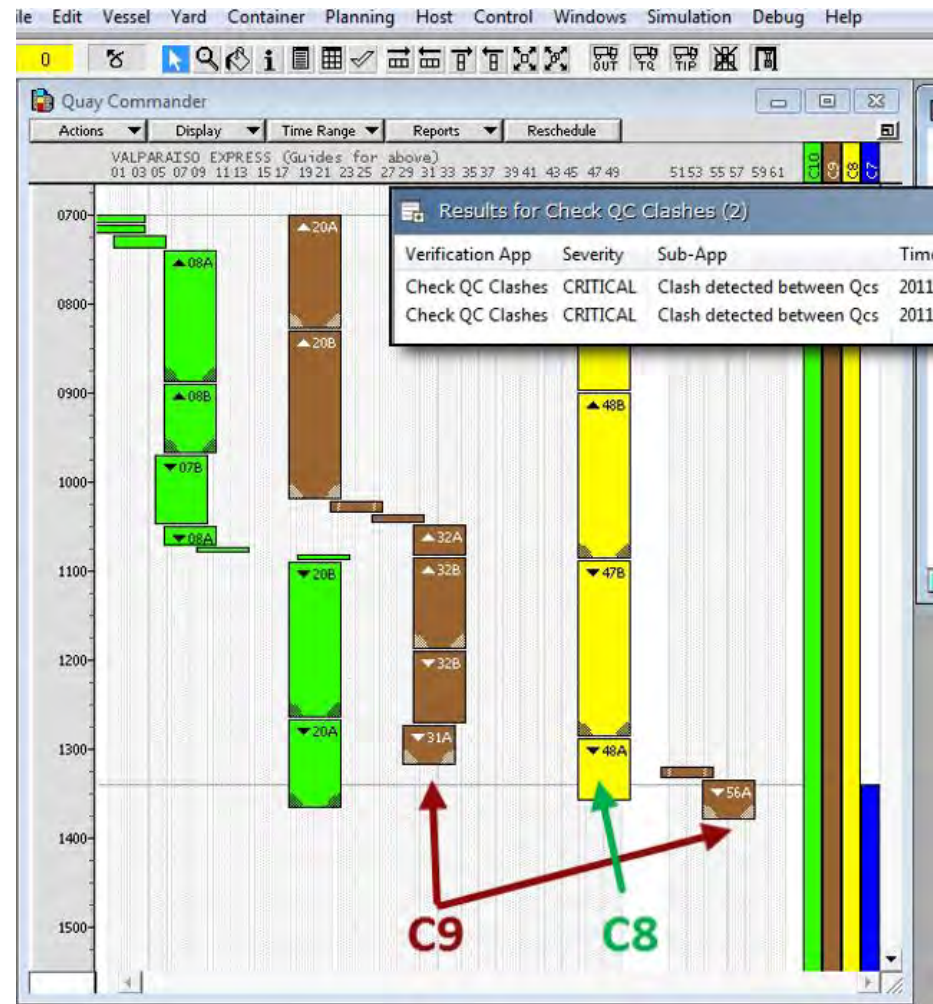 ile Edit Vessel Yard Container Planning Host Control Windows Simulation Debug Help
0 OUT TQ TIP
Quay Commander
Actions Display Time Range Reports Reschedule
VALPARAISO EXPRESS (Guides for above)
01 03 05 07 09 11 13 15 17 19 21 23 25 27 29 31 33 35 37 39 41 43 45 47 49 51 53 55 57 59 61 C10 C9 C8 C7
Results for Check QC Clashes (2)
Verification App Severity Sub-App Time
Check QC Clashes CRITICAL Clash detected between Qcs 2011
Check QC Clashes CRITICAL Clash detected between Qcs 2011
0700
▲20A
▲08A
0800
▲20B
0900
▲08B
▲48B
▼07B
1000
▼08A
▲32A
1100
▼20B
▲32B
▼47B
1200
▼32B
▼20A
▼31A
1300
▼48A
▼56A
1400
1500
C9
C8